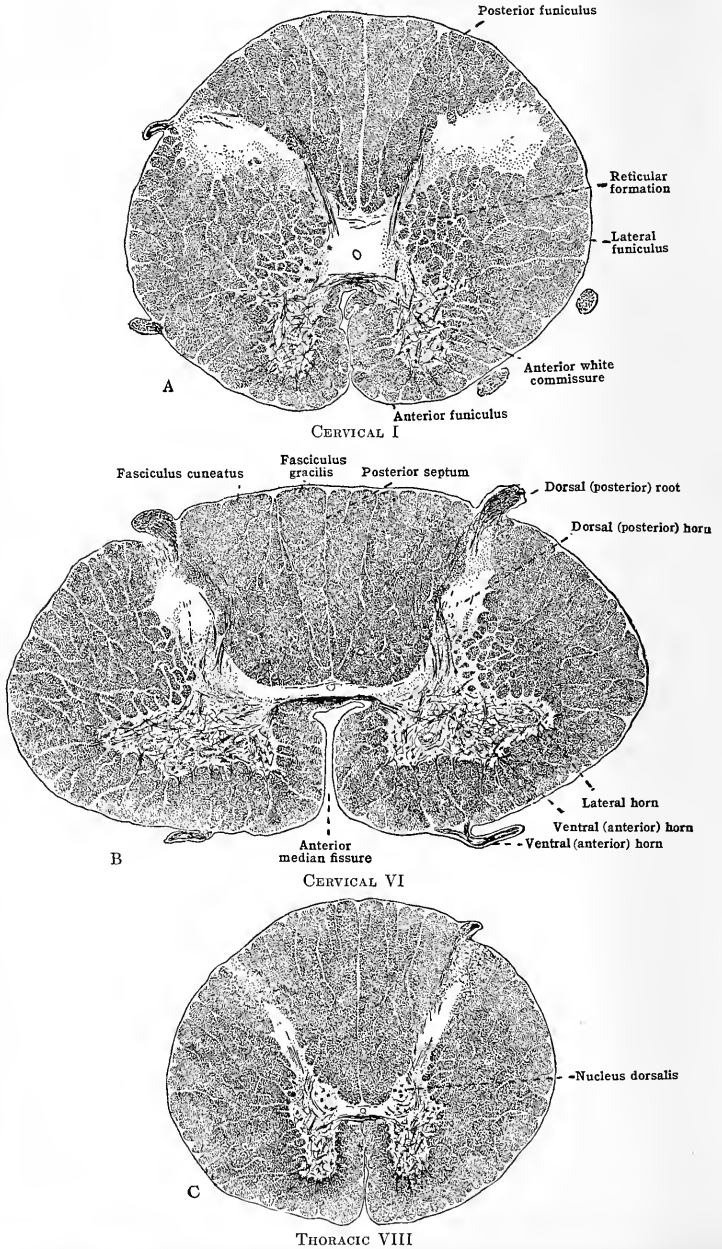 Posterior funiculus
Reticular
formation
Lateral
funiculus
Anterior white
commissure
A
Anterior funiculus
CERVICAL I
Fasciculus cuneatus
Fasciculus
gracilis
Posterior septum
Dorsal (posterior) root
Dorsal (posterior) horn
Lateral horn
Ventral (anterior) horn
Ventral (anterior) horn
Anterior
median fissure
B
CERVICAL VI
Nucleus dorsalis
C
THORACIC VIII